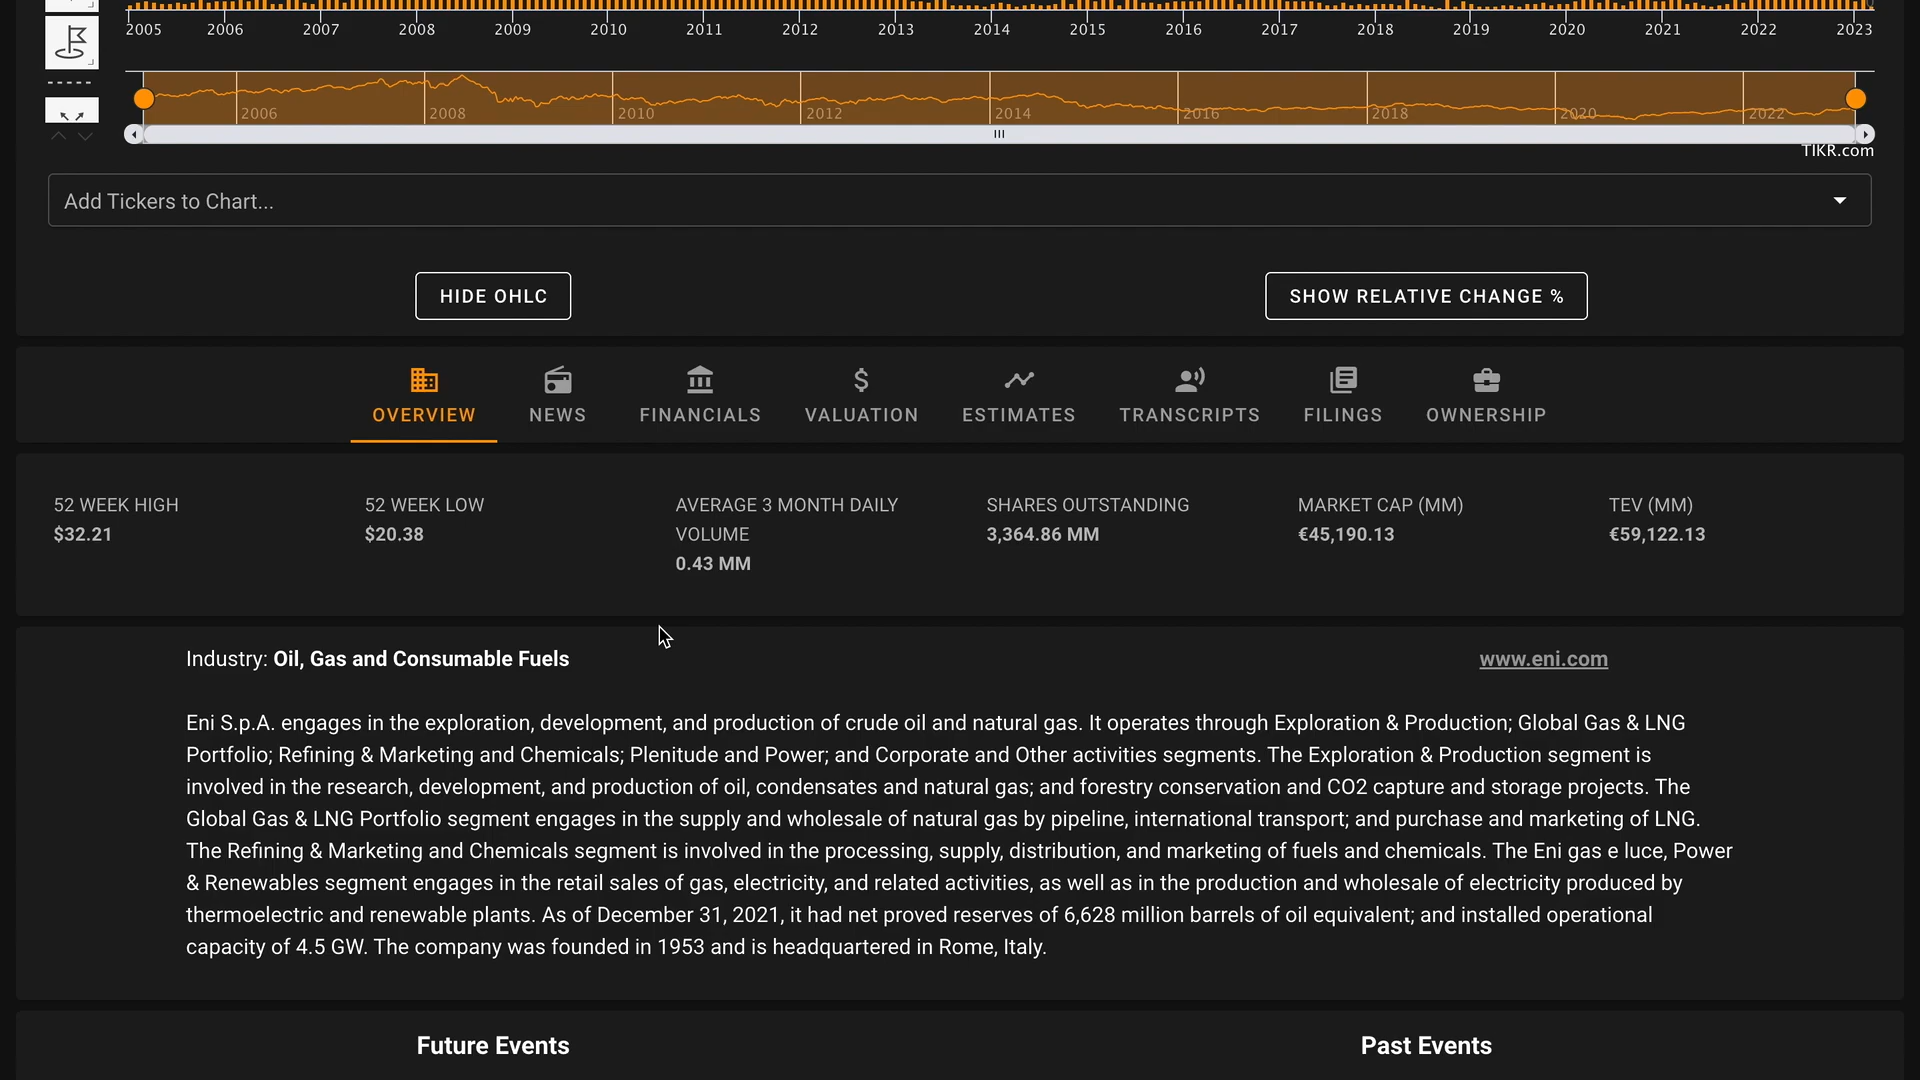 2005 2006 2007 2008 2009 2010 2011 2012 2013 2014 2015 2016 2017 2018 2019 2020 2021 2022 2023
2006 2008 2010 2012 2014 2016 2018 2020 2022
TIKR.com
Add Tickers to Chart...
HIDE OHLC SHOW RELATIVE CHANGE %
OVERVIEW NEWS FINANCIALS VALUATION ESTIMATES TRANSCRIPTS FILINGS OWNERSHIP
52 WEEK HIGH
$32.21
52 WEEK LOW
$20.38
AVERAGE 3 MONTH DAILY
VOLUME
0.43 MM
SHARES OUTSTANDING
3,364.86 MM
MARKET CAP (MM)
€45,190.13
TEV (MM)
€59,122.13
Industry: Oil, Gas and Consumable Fuels
www.eni.com
Eni S.p.A. engages in the exploration, development, and production of crude oil and natural gas. It operates through Exploration & Production; Global Gas & LNG
Portfolio; Refining & Marketing and Chemicals; Plenitude and Power; and Corporate and Other activities segments. The Exploration & Production segment is
involved in the research, development, and production of oil, condensates and natural gas; and forestry conservation and CO2 capture and storage projects. The
Global Gas & LNG Portfolio segment engages in the supply and wholesale of natural gas by pipeline, international transport; and purchase and marketing of LNG.
The Refining & Marketing and Chemicals segment is involved in the processing, supply, distribution, and marketing of fuels and chemicals. The Eni gas e luce, Power
& Renewables segment engages in the retail sales of gas, electricity, and related activities, as well as in the production and wholesale of electricity produced by
thermoelectric and renewable plants. As of December 31, 2021, it had net proved reserves of 6,628 million barrels of oil equivalent; and installed operational
capacity of 4.5 GW. The company was founded in 1953 and is headquartered in Rome, Italy.
Future Events Past Events